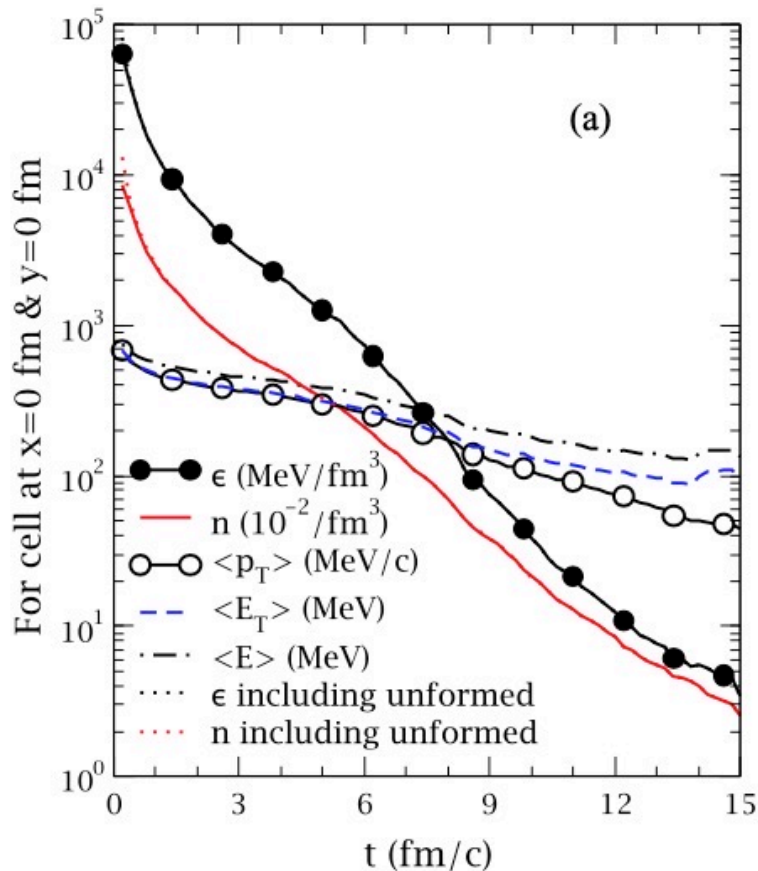 10^5
(a)
10^4
For cell at x=0 fm & y=0 fm
10^3
10^2
ϵ (MeV/fm^3)
n (10^-2/fm^3)
<p_T> (MeV/c)
<E_T> (MeV)
10^1
<E> (MeV)
ϵ including unformed
n including unformed
10^0
0 3 6 9 12 15
t (fm/c)